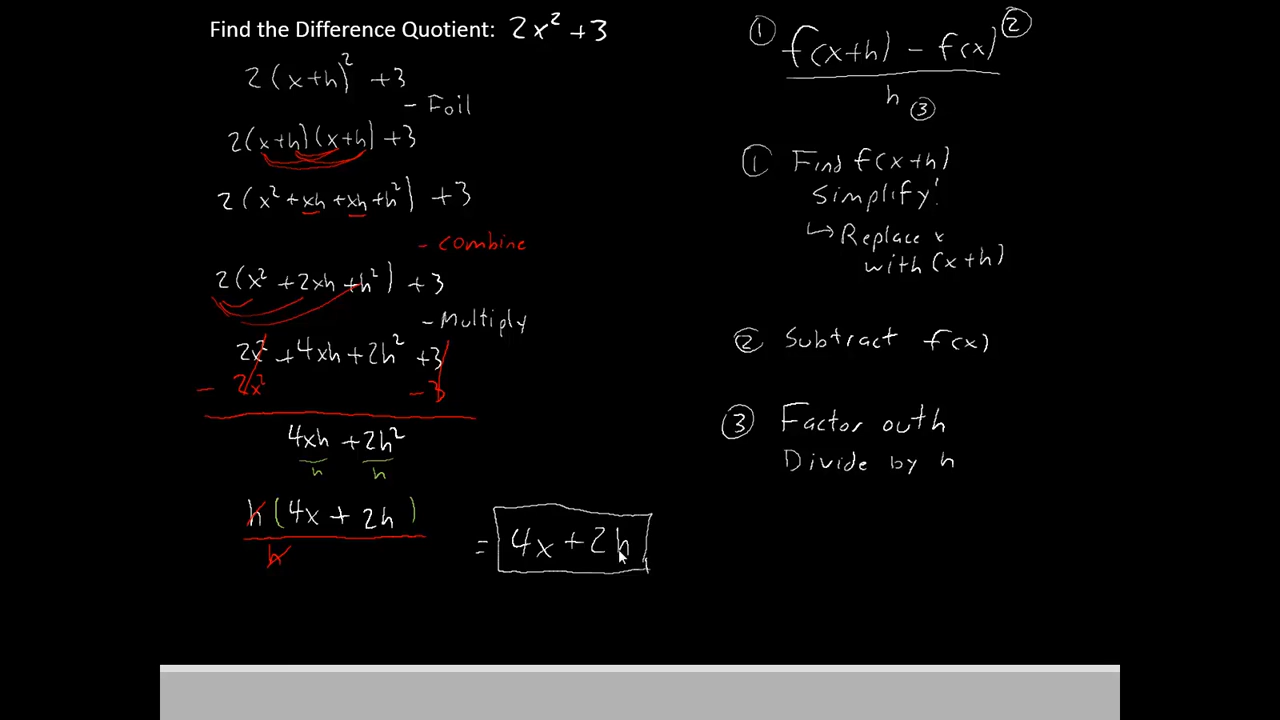 Find the Difference Quotient: 2x² + 3
2(x+h)² + 3
- Foil
2(x+h)(x+h) + 3
2(x² + xh + xh + h²) + 3
- Combine
2(x² + 2xh + h²) + 3
- Multiply
2x² + 4xh + 2h² + 3
- 2x² - 3
4xh + 2h²
h h
h(4x + 2h)
h
= 4x + 2h
① f(x+h) - f(x) ②
h ③
① Find f(x+h)
Simplify!
↳ Replace x
with (x+h)
② Subtract f(x)
③ Factor out h
Divide by h